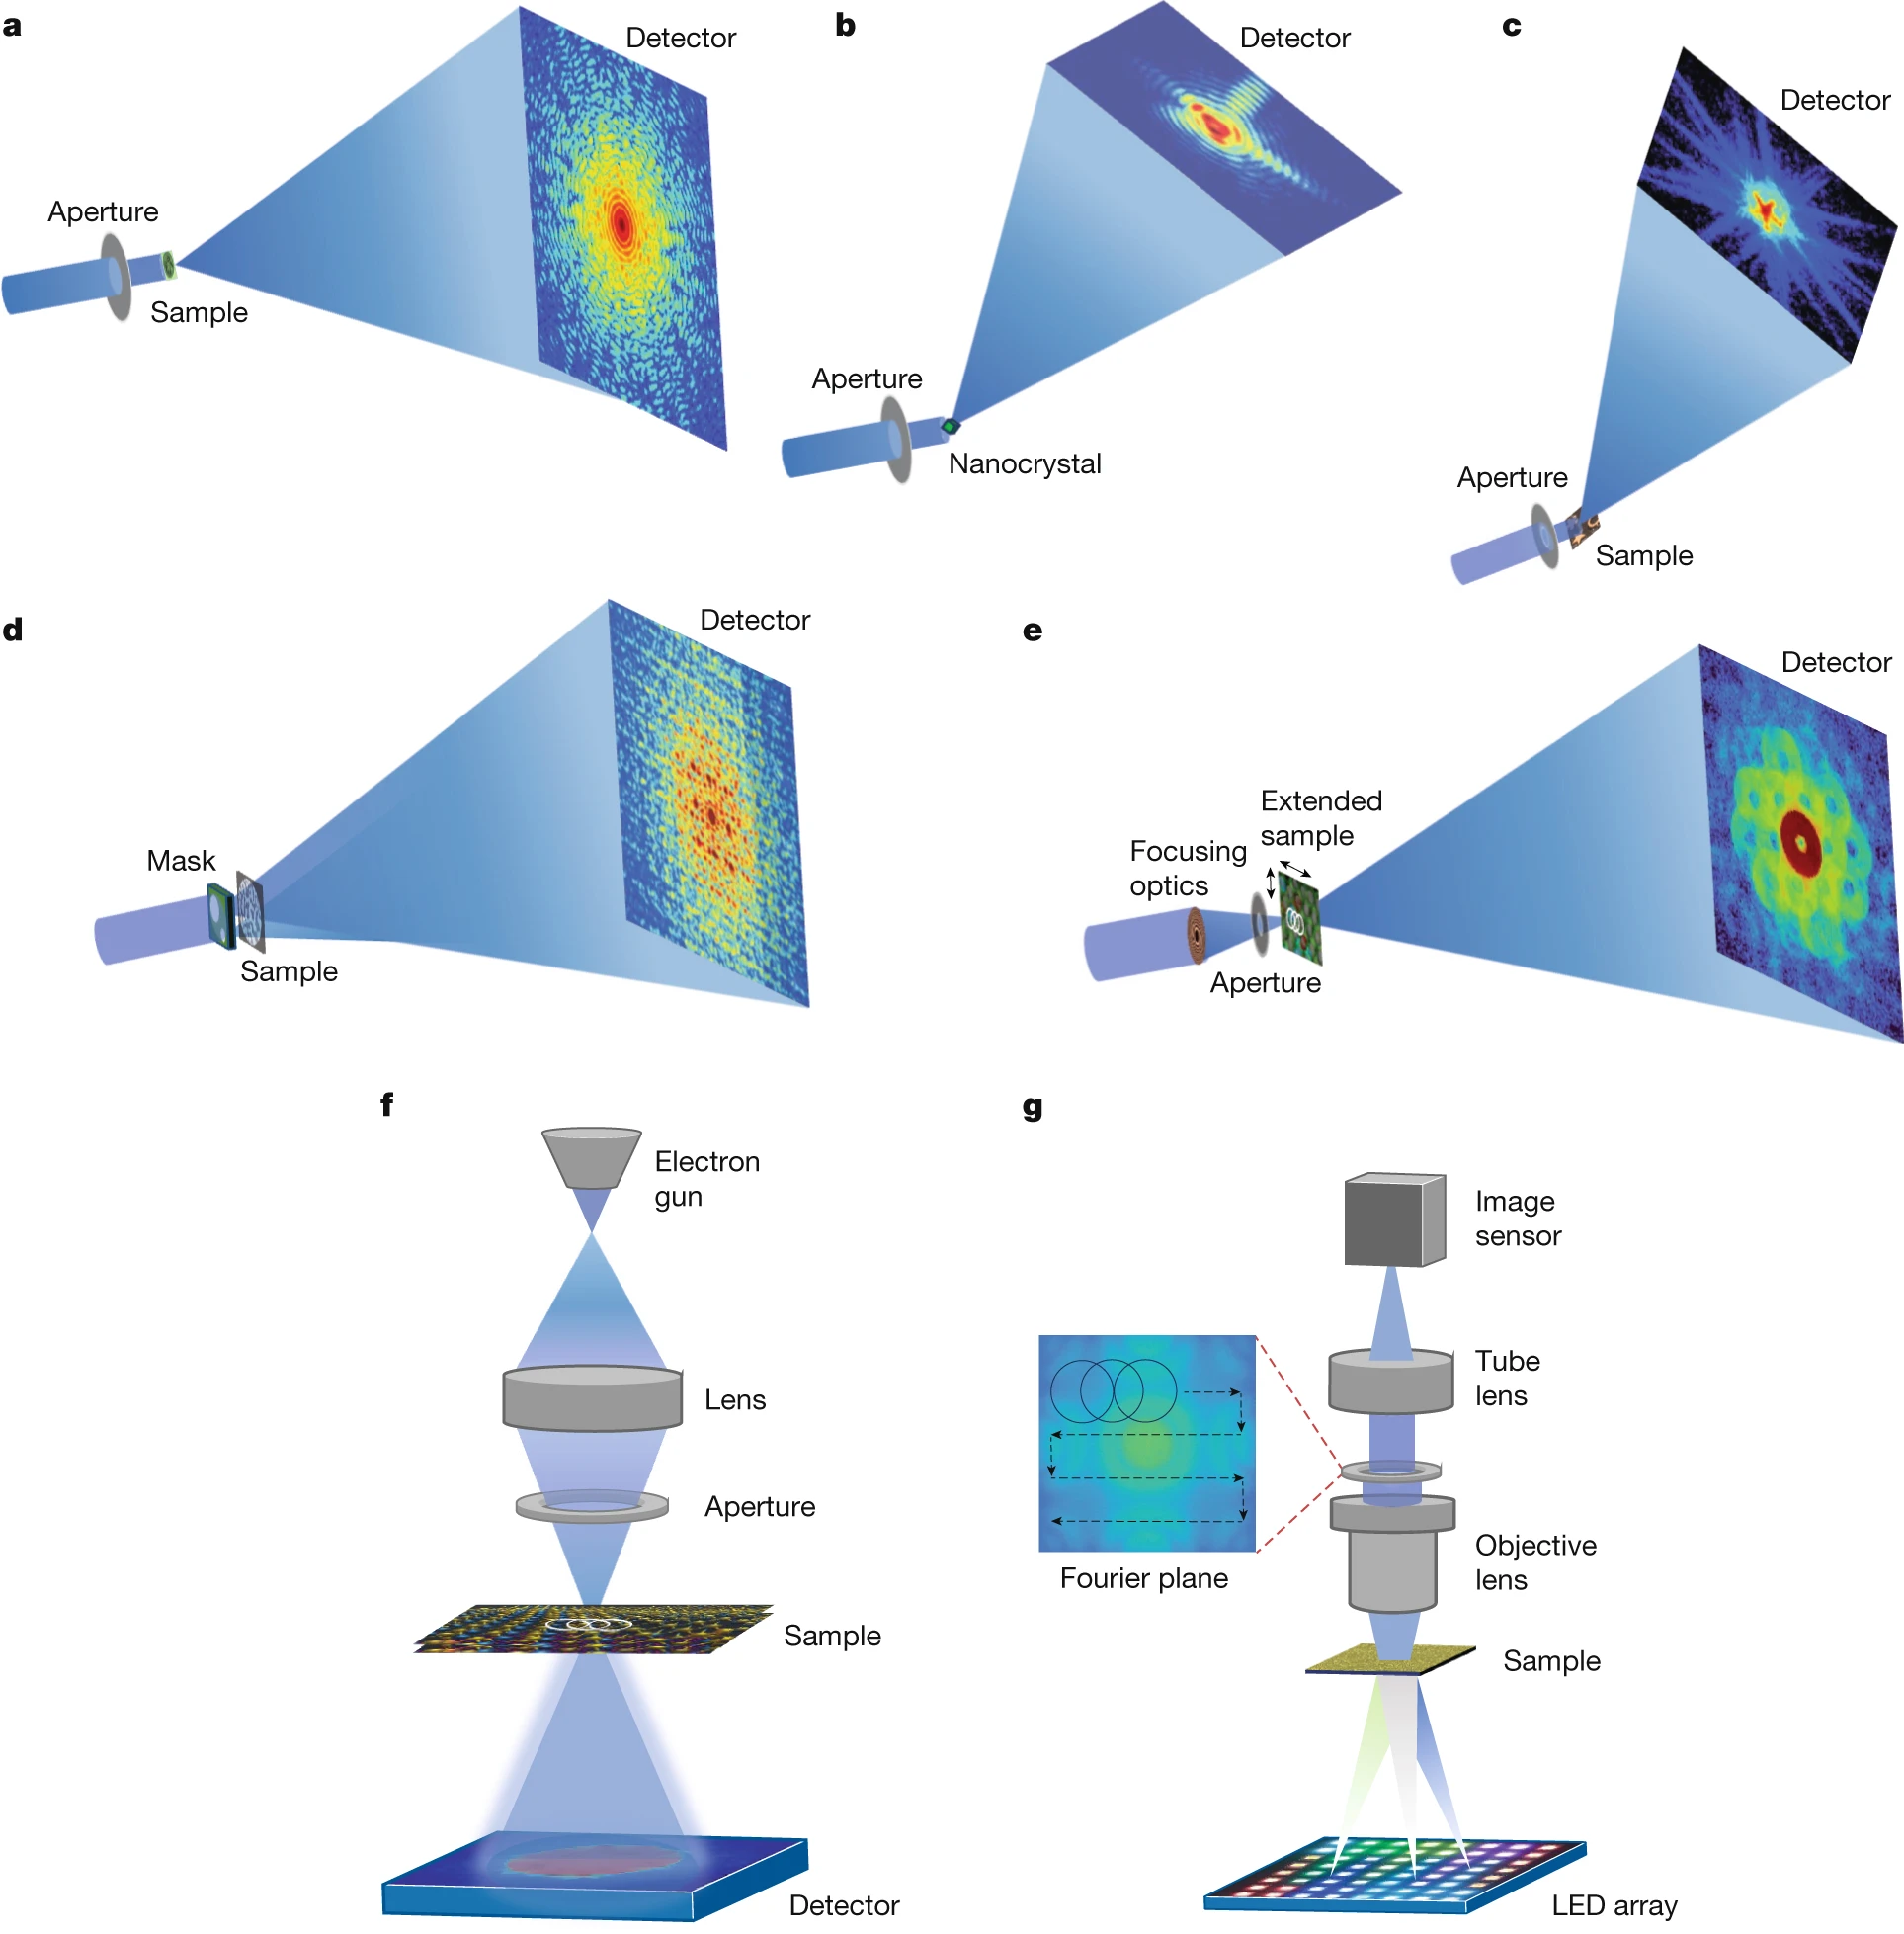 a
Detector
Aperture
Sample
b
Detector
Aperture
Nanocrystal
c
Detector
Aperture
Sample
d
Detector
Mask
Sample
e
Detector
Extended
sample
Focusing
optics
Aperture
f
Electron
gun
Lens
Aperture
Sample
Detector
g
Image
sensor
Tube
lens
Fourier plane
Objective
lens
Sample
LED array